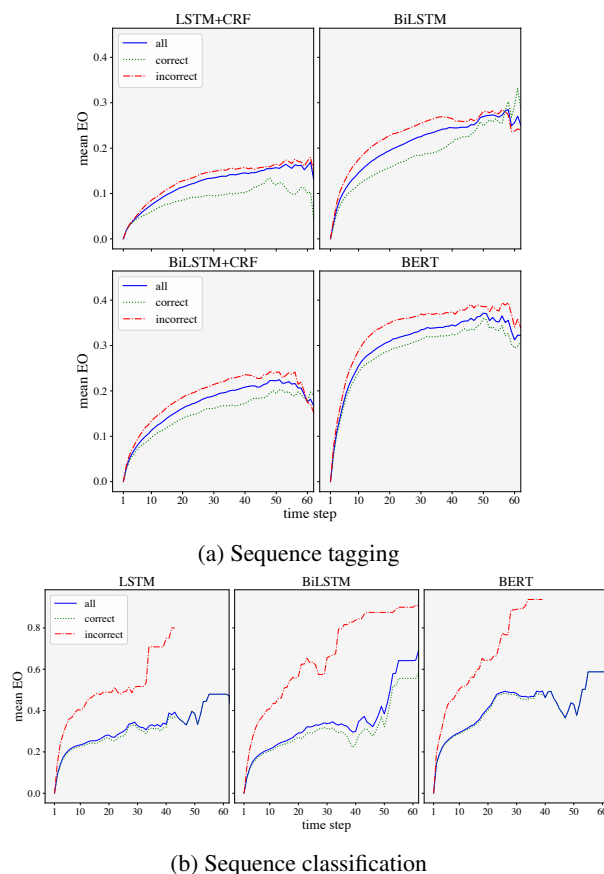 LSTM+CRF
BiLSTM
all
correct
incorrect
0.4
0.3
0.2
0.1
0.0
mean EO
BiLSTM+CRF
BERT
all
correct
incorrect
0.4
0.3
0.2
0.1
0.0
mean EO
1 10 20 30 40 50 60
1 10 20 30 40 50 60
time step
(a) Sequence tagging
LSTM
BiLSTM
BERT
all
correct
incorrect
0.8
0.6
0.4
0.2
0.0
mean EO
1 10 20 30 40 50 60
1 10 20 30 40 50 60
1 10 20 30 40 50 60
time step
(b) Sequence classification